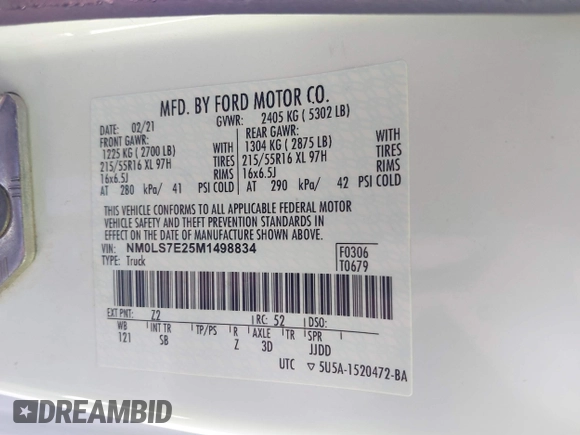 MFD. BY FORD MOTOR CO.
DATE: 02/21 GVWR: 2405 KG ( 5302 LB)
FRONT GAWR: REAR GAWR:
1225 KG ( 2700 LB) WITH 1304 KG ( 2875 LB) WITH
215/55R16 XL 97H TIRES 215/55R16 XL 97H TIRES
16x6.5J RIMS 16x6.5J RIMS
AT 280 kPa/ 41 PSI COLD AT 290 kPa/ 42 PSI COLD
THIS VEHICLE CONFORMS TO ALL APPLICABLE FEDERAL MOTOR
VEHICLE SAFETY AND THEFT PREVENTION STANDARDS IN
EFFECT ON THE DATE OF MANUFACTURE SHOWN ABOVE.
VIN: NM0LS7E25M1498834 F0306
TYPE: Truck T0679
EXT PNT: Z2 RC: 52 DSO:
WB INT TR TP/PS R AXLE TR SPR
121 SB Z 3D JJDD
UTC ▽ 5U5A-1520472-BA
DREAMBID